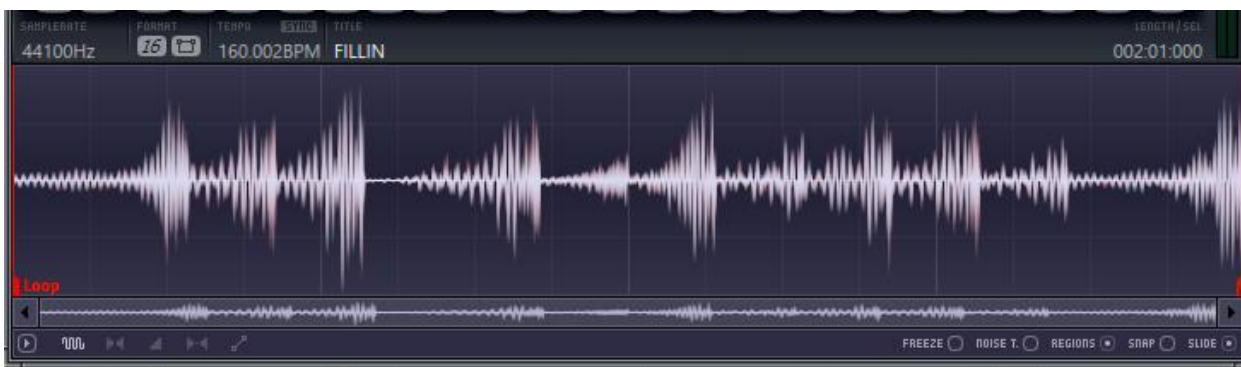 SAMPLERATE FORMAT TEMPO SYNC TITLE LENGTH/SEL
44100Hz 16 160.002BPM FILLIN 002:01:000
Loop
FREEZE NOISE T. REGIONS SNAP SLIDE